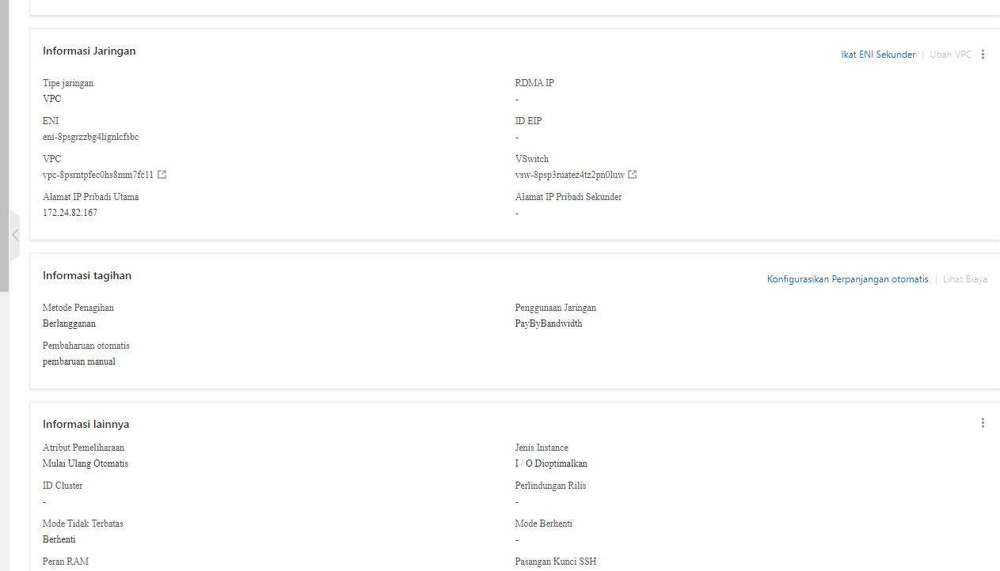 Informasi Jaringan
Ikat ENI Sekunder | Ubah VPC
Tipe jaringan
VPC
RDMA IP
-
ENI
eni-8psgrzzbg4lignlcfsbc
ID EIP
-
VPC
vpc-8psrntpfec0hs8mm7fc11
VSwitch
vsw-8psp3ruatez4tz2pn0luw
Alamat IP Pribadi Utama
172.24.82.167
Alamat IP Pribadi Sekunder
-
Informasi tagihan
Konfigurasikan Perpanjangan otomatis | Lihat Biaya
Metode Penagihan
Berlangganan
Penggunaan Jaringan
PayByBandwidth
Pembaharuan otomatis
pembaruan manual
Informasi lainnya
Atribut Pemeliharaan
Mulai Ulang Otomatis
Jenis Instance
I / O Dioptimalkan
ID Cluster
-
Perlindungan Rilis
-
Mode Tidak Terbatas
Berhenti
Mode Berhenti
-
Peran RAM
Pasangan Kunci SSH